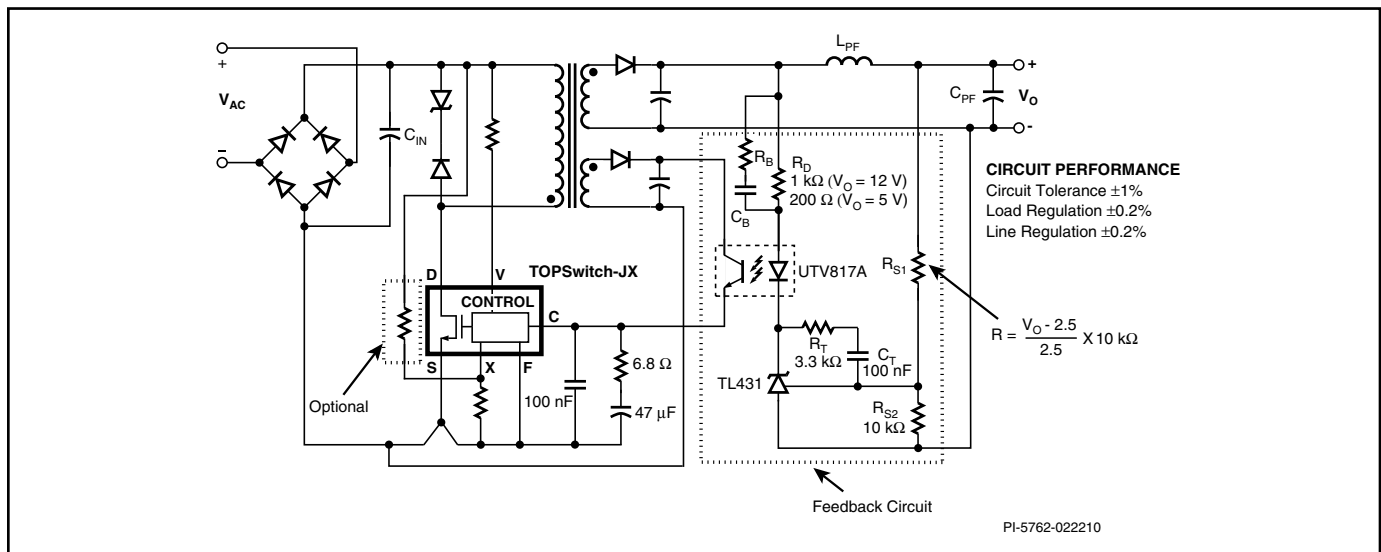 +
V_AC
−
C_IN
L_PF
+
C_PF
V_O
-
R_B
R_D
1 kΩ (V_O = 12 V)
200 Ω (V_O = 5 V)
C_B
CIRCUIT PERFORMANCE
Circuit Tolerance ±1%
Load Regulation ±0.2%
Line Regulation ±0.2%
D
V
TOPSwitch-JX
CONTROL
C
S
X
F
UTV817A
R_S1
R = (V_O - 2.5) / 2.5 X 10 kΩ
R_T
3.3 kΩ
C_T
100 nF
6.8 Ω
TL431
Optional
100 nF
47 μF
R_S2
10 kΩ
Feedback Circuit
PI-5762-022210